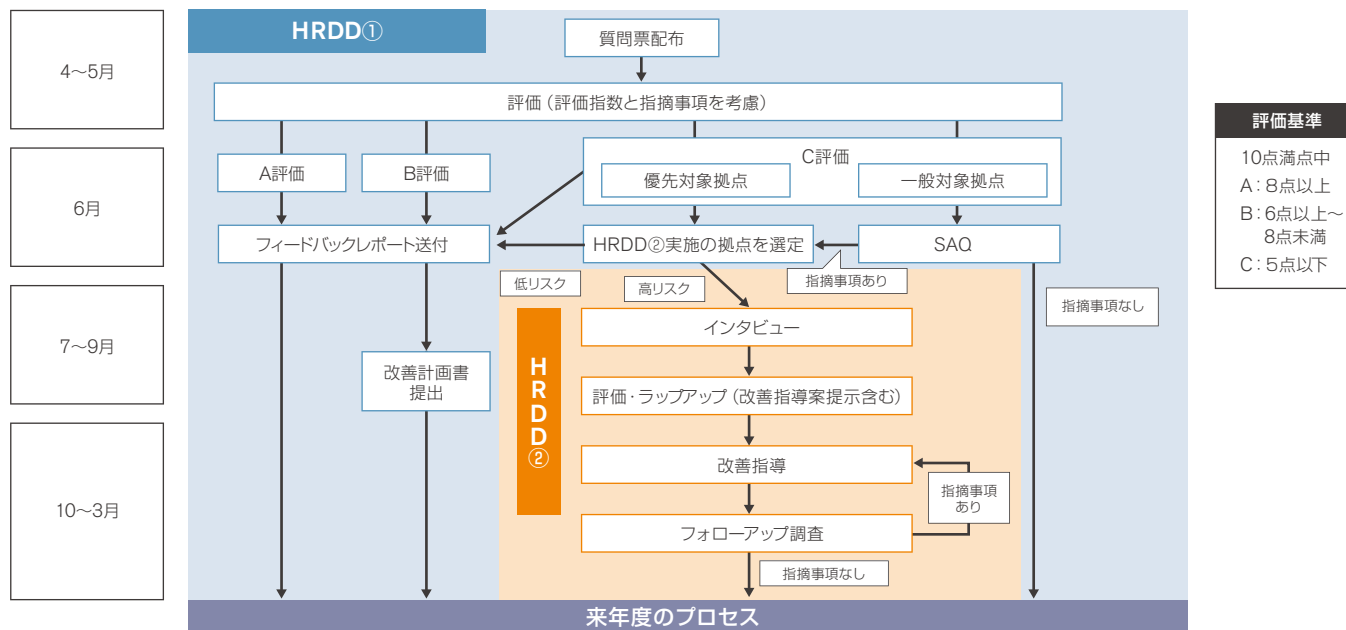 HRDD①
質問票配布
4〜5月
評価（評価指数と指摘事項を考慮）
評価基準
10点満点中
A：8点以上
B：6点以上〜
8点未満
C：5点以下
6月
A評価
B評価
C評価
優先対象拠点
一般対象拠点
フィードバックレポート送付
HRDD②実施の拠点を選定
SAQ
低リスク
高リスク
指摘事項あり
指摘事項なし
7〜9月
HRDD②
インタビュー
改善計画書
提出
評価・ラップアップ（改善指導案提示含む）
10〜3月
改善指導
指摘事項
あり
フォローアップ調査
指摘事項なし
来年度のプロセス